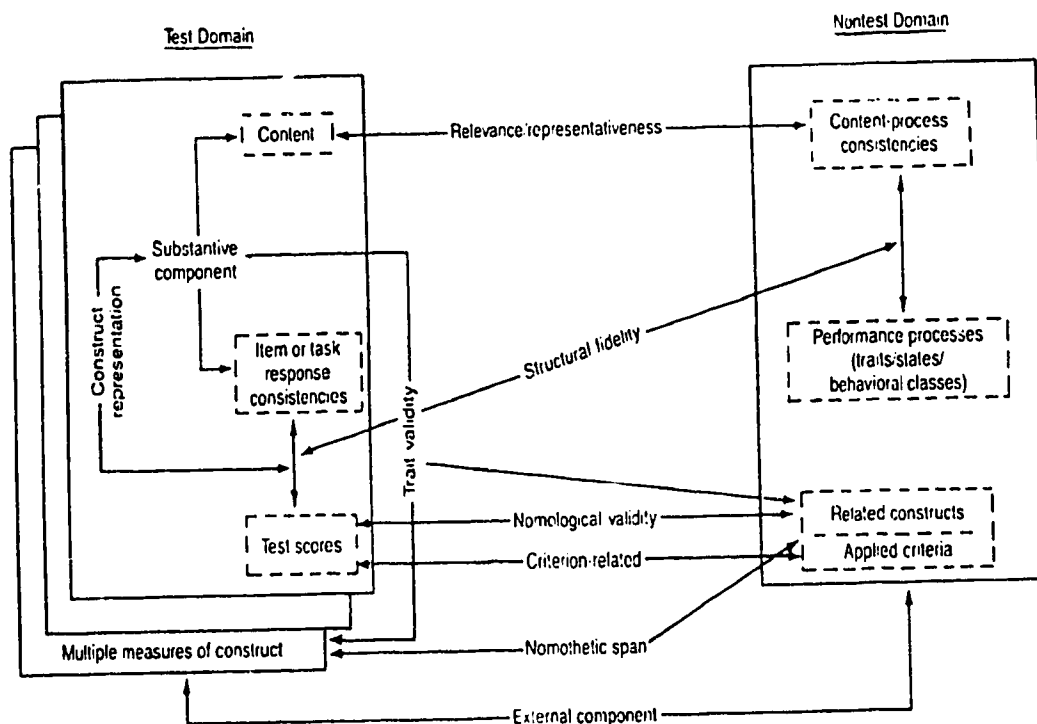 Test Domain
Nontest Domain
Content
Relevance/representativeness
Content-process
consistencies
Substantive
component
Construct
representation
Structural fidelity
Item or task
response
consistencies
Performance processes
(traits/states/
behavioral classes)
Trait validity
Related constructs
Nomological validity
Test scores
Applied criteria
Criterion-related
Multiple measures of construct
Nomothetic span
External component